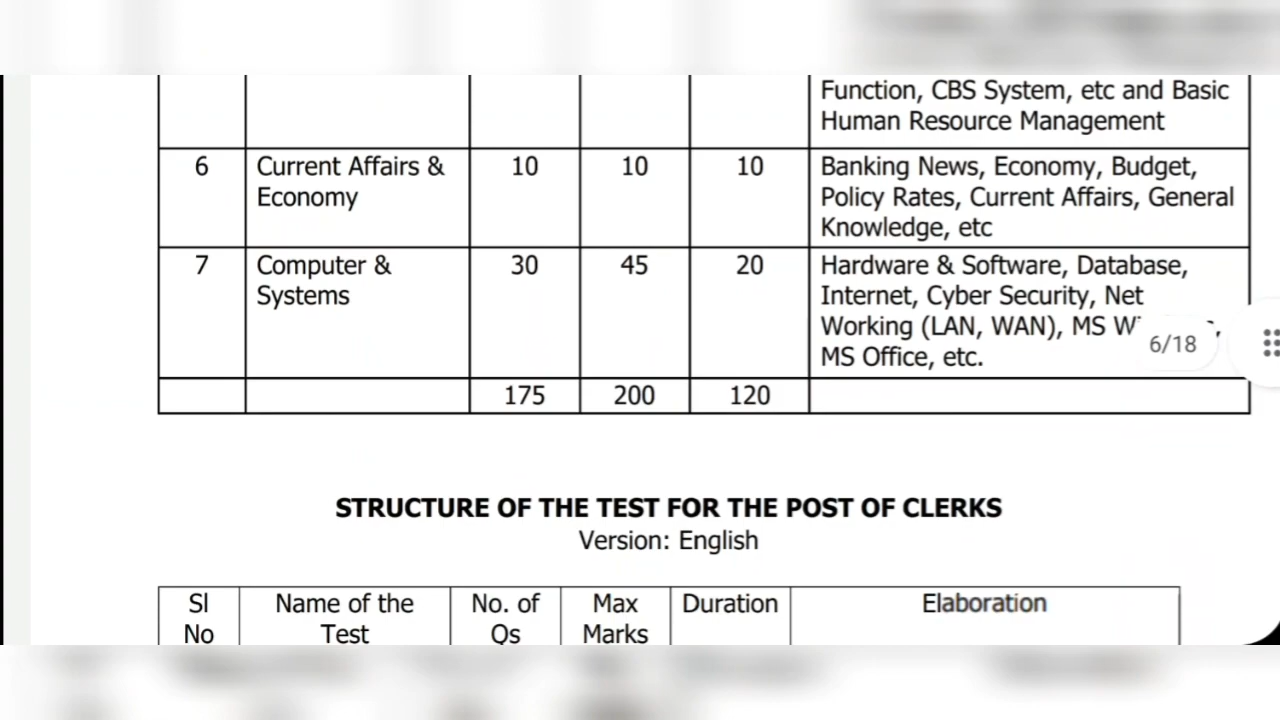 Function, CBS System, etc and Basic
Human Resource Management
6 Current Affairs & 10 10 10 Banking News, Economy, Budget,
Economy Policy Rates, Current Affairs, General
Knowledge, etc
7 Computer & 30 45 20 Hardware & Software, Database,
Systems Internet, Cyber Security, Net
Working (LAN, WAN), MS
MS Office, etc.
6/18
175 200 120
STRUCTURE OF THE TEST FOR THE POST OF CLERKS
Version: English
Sl Name of the No. of Max Duration Elaboration
No Test Qs Marks